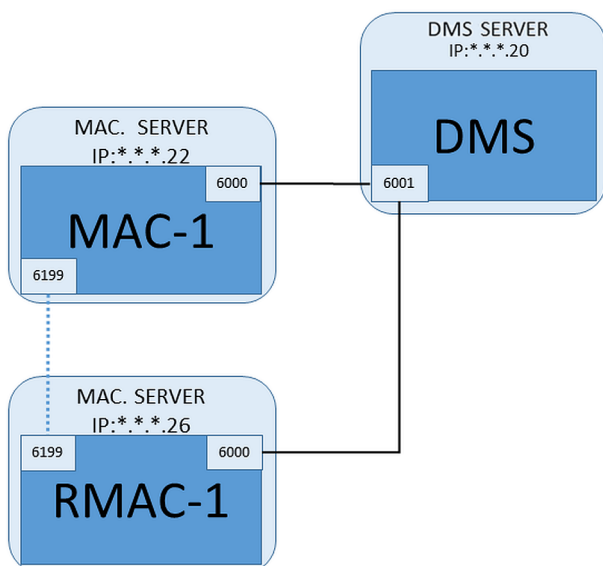 DMS SERVER
IP:*.*.*.20
DMS
6001
MAC. SERVER
IP:*.*.*.22
6000
MAC-1
6199
MAC. SERVER
IP:*.*.*.26
6199
6000
RMAC-1